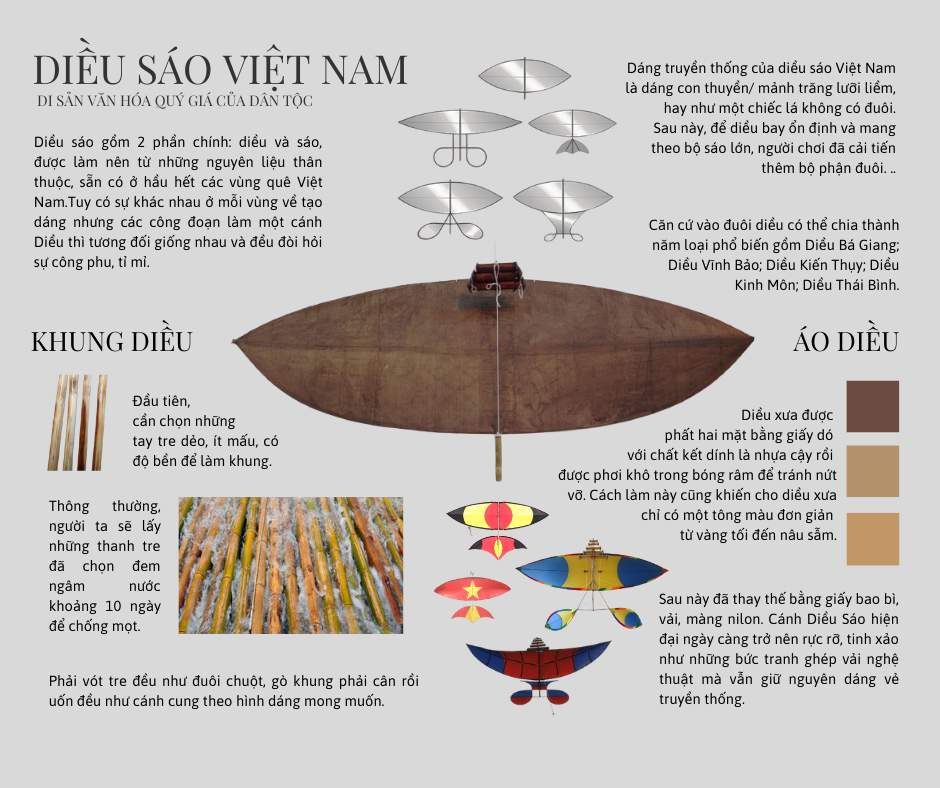 DIỀU SÁO VIỆT NAM
DI SẢN VĂN HÓA QUÝ GIÁ CỦA DÂN TỘC
Diều sáo gồm 2 phần chính: diều và sáo,
được làm nên từ những nguyên liệu thân
thuộc, sẵn có ở hầu hết các vùng quê Việt
Nam.Tuy có sự khác nhau ở mỗi vùng về tạo
dáng nhưng các công đoạn làm một cánh
Diều thì tương đối giống nhau và đều đòi hỏi
sự công phu, tỉ mỉ.
Dáng truyền thống của diều sáo Việt Nam
là dáng con thuyền/ mảnh trăng lưỡi liềm,
hay như một chiếc lá không có đuôi.
Sau này, để diều bay ổn định và mang
theo bộ sáo lớn, người chơi đã cải tiến
thêm bộ phận đuôi. ..
Căn cứ vào đuôi diều có thể chia thành
năm loại phổ biến gồm Diều Bá Giang;
Diều Vĩnh Bảo; Diều Kiến Thụy; Diều
Kinh Môn; Diều Thái Bình.
KHUNG DIỀU
Đầu tiên,
cần chọn những
tay tre dẻo, ít mấu, có
độ bền để làm khung.
Thông thường,
người ta sẽ lấy
những thanh tre
đã chọn đem
ngâm nước
khoảng 10 ngày
để chống mọt.
Phải vót tre đều như đuôi chuột, gò khung phải cân rồi
uốn đều như cánh cung theo hình dáng mong muốn.
ÁO DIỀU
Diều xưa được
phất hai mặt bằng giấy dó
với chất kết dính là nhựa cậy rồi
được phơi khô trong bóng râm để tránh nứt
vỡ. Cách làm này cũng khiến cho diều xưa
chỉ có một tông màu đơn giản
từ vàng tối đến nâu sẫm.
Sau này đã thay thế bằng giấy bao bì,
vải, màng nilon. Cánh Diều Sáo hiện
đại ngày càng trở nên rực rỡ, tinh xảo
như những bức tranh ghép vải nghệ
thuật mà vẫn giữ nguyên dáng vẻ
truyền thống.